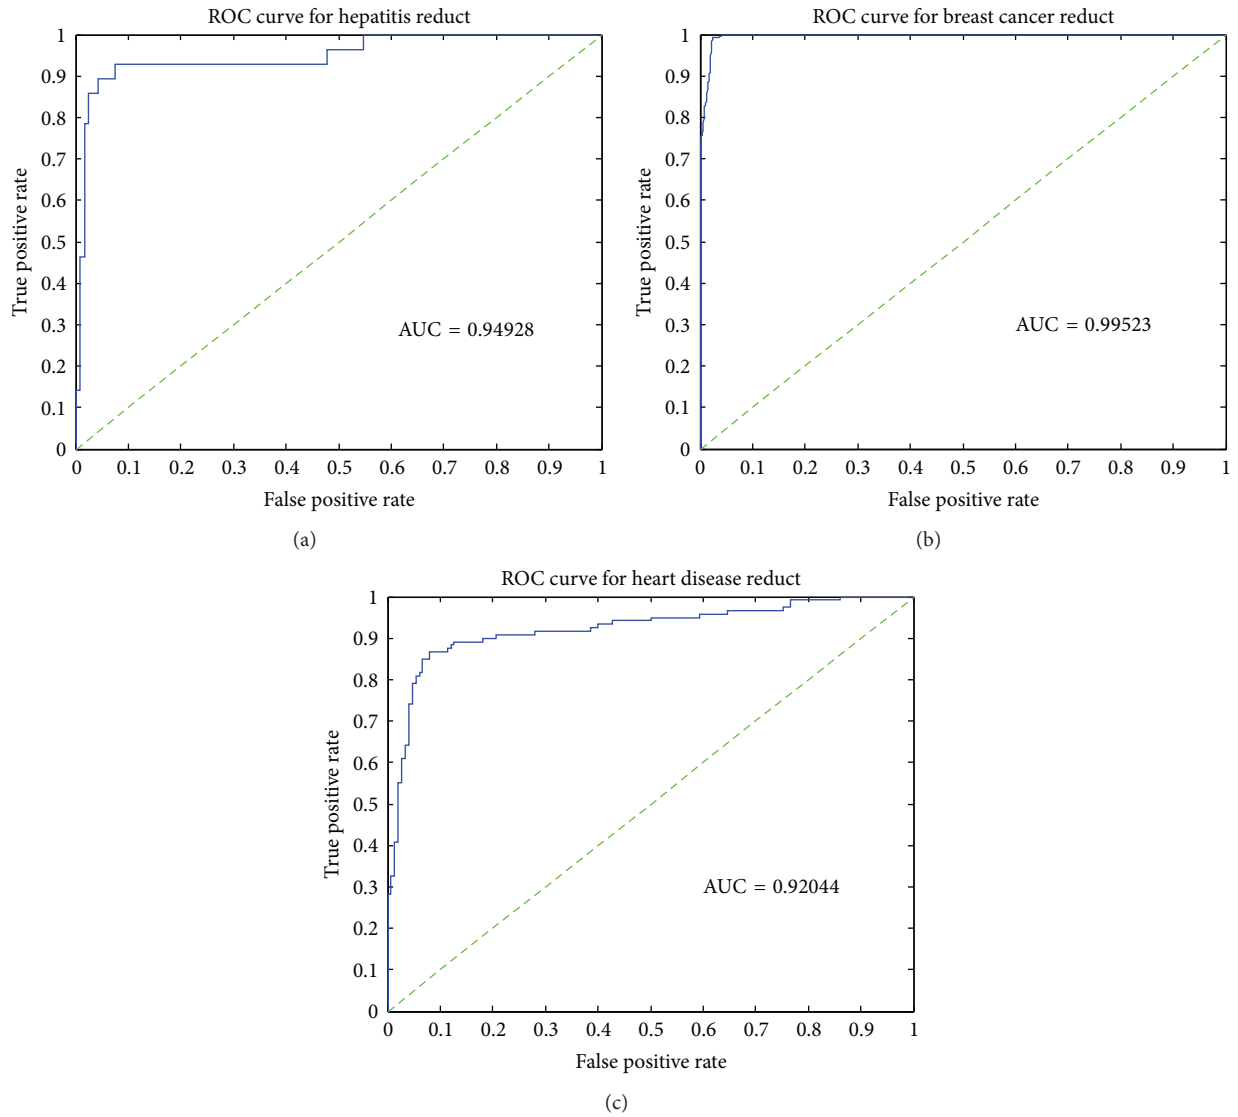 ROC curve for hepatitis reduct
1
0.9
0.8
0.7
0.6
0.5
0.4
0.3
0.2
0.1
0
True positive rate
AUC = 0.94928
0 0.1 0.2 0.3 0.4 0.5 0.6 0.7 0.8 0.9 1
False positive rate
(a)
ROC curve for breast cancer reduct
1
0.9
0.8
0.7
0.6
0.5
0.4
0.3
0.2
0.1
0
True positive rate
AUC = 0.99523
0 0.1 0.2 0.3 0.4 0.5 0.6 0.7 0.8 0.9 1
False positive rate
(b)
ROC curve for heart disease reduct
1
0.9
0.8
0.7
0.6
0.5
0.4
0.3
0.2
0.1
0
True positive rate
AUC = 0.92044
0 0.1 0.2 0.3 0.4 0.5 0.6 0.7 0.8 0.9 1
False positive rate
(c)